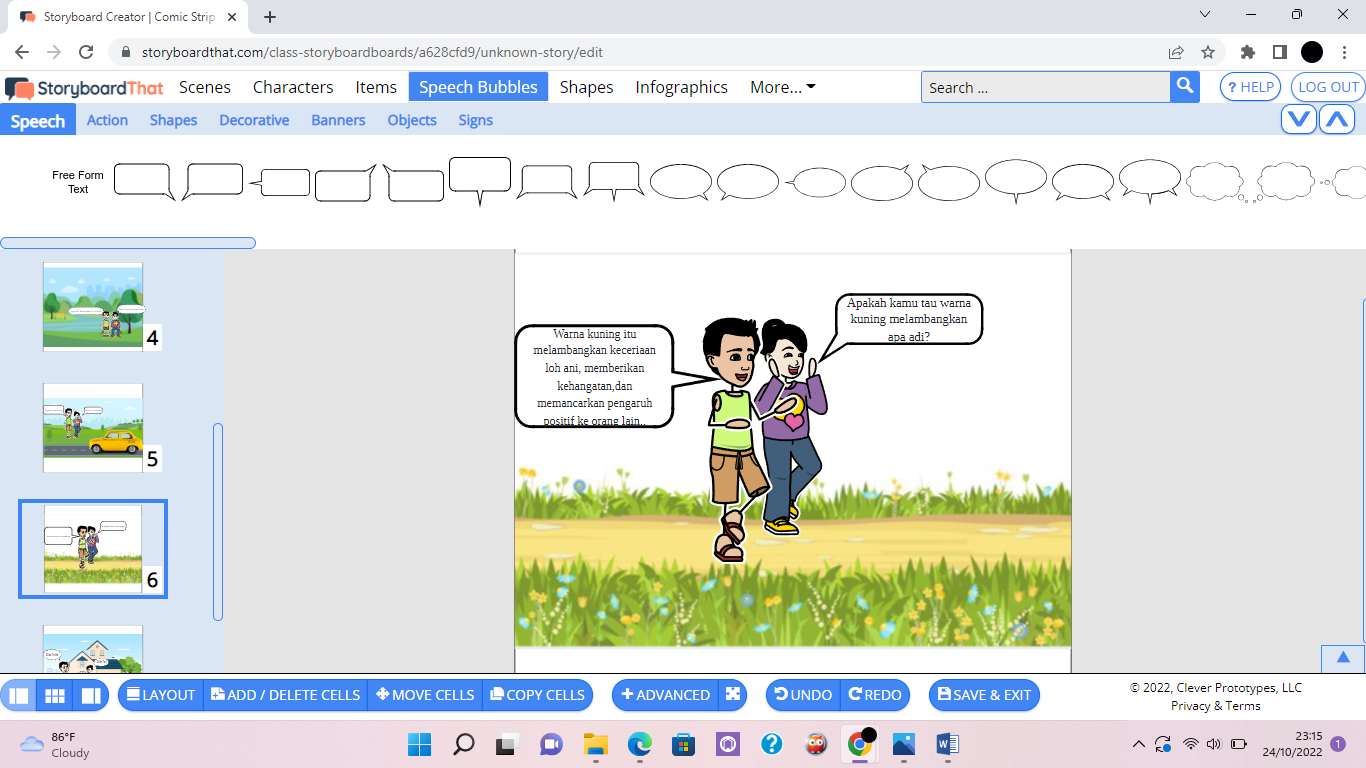 Storyboard Creator | Comic Strip
storyboardthat.com/class-storyboardboards/a628cfd9/unknown-story/edit
StoryboardThat Scenes Characters Items Speech Bubbles Shapes Infographics More... Search ... ? HELP LOG OUT
Speech Action Shapes Decorative Banners Objects Signs
Free Form
Text
4
5
6
Apakah kamu tau warna
kuning melambangkan
apa adi?
Warna kuning itu
melambangkan keceriaan
loh ani, memberikan
kehangatan,dan
memancarkan pengaruh
positif ke orang lain..
LAYOUT ADD / DELETE CELLS MOVE CELLS COPY CELLS ADVANCED UNDO REDO SAVE & EXIT
© 2022, Clever Prototypes, LLC
Privacy & Terms
86°F
Cloudy
23:15
24/10/2022
1